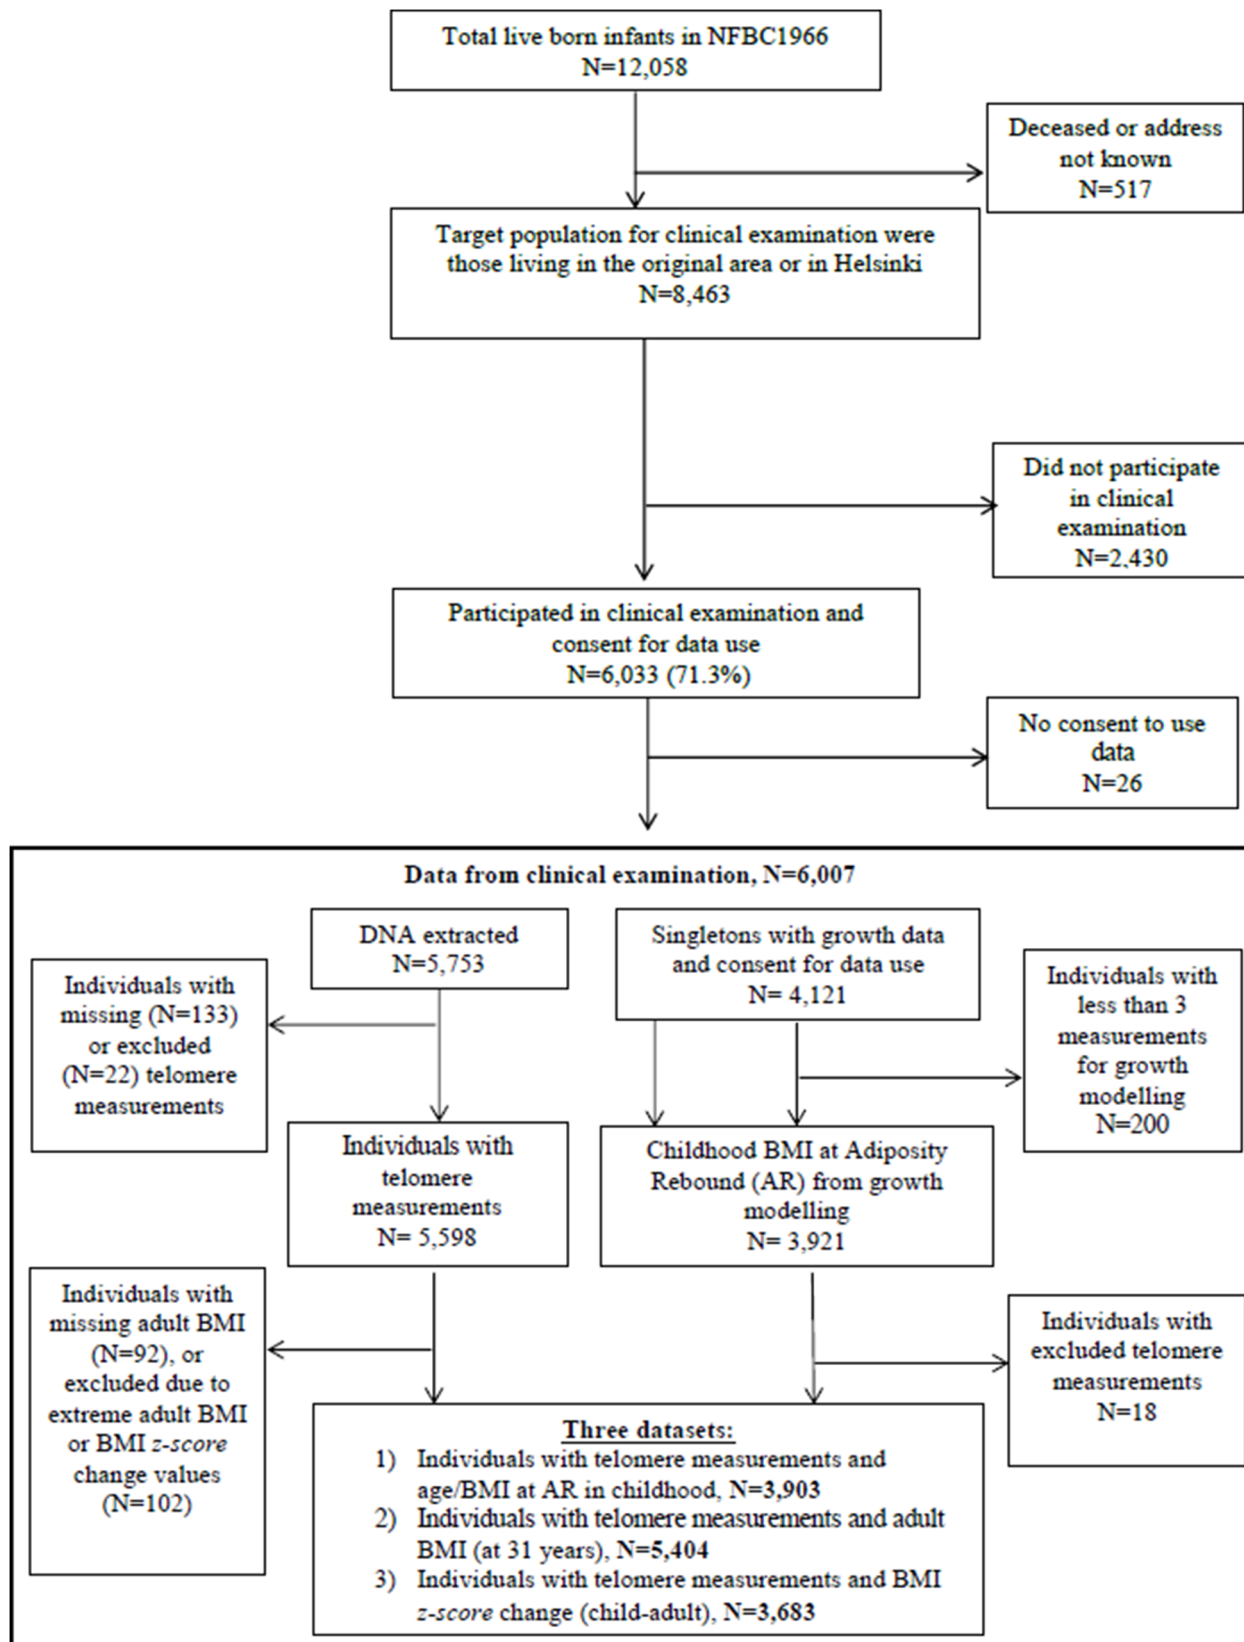 Total live born infants in NFBC1966
N=12,058
Deceased or address
not known
N=517
Target population for clinical examination were
those living in the original area or in Helsinki
N=8,463
Did not participate
in clinical
examination
N=2,430
Participated in clinical examination and
consent for data use
N=6,033 (71.3%)
No consent to use
data
N=26
Data from clinical examination, N=6,007
DNA extracted
N=5,753
Singletons with growth data
and consent for data use
N= 4,121
Individuals with
missing (N=133)
or excluded
(N=22) telomere
measurements
Individuals with
less than 3
measurements
for growth
modelling
N=200
Individuals with
telomere
measurements
N= 5,598
Childhood BMI at Adiposity
Rebound (AR) from growth
modelling
N= 3,921
Individuals with
missing adult BMI
(N=92), or
excluded due to
extreme adult BMI
or BMI z-score
change values
(N=102)
Individuals with
excluded telomere
measurements
N=18
Three datasets:
1) Individuals with telomere measurements and
age/BMI at AR in childhood, N=3,903
2) Individuals with telomere measurements and adult
BMI (at 31 years), N=5,404
3) Individuals with telomere measurements and BMI
z-score change (child-adult), N=3,683